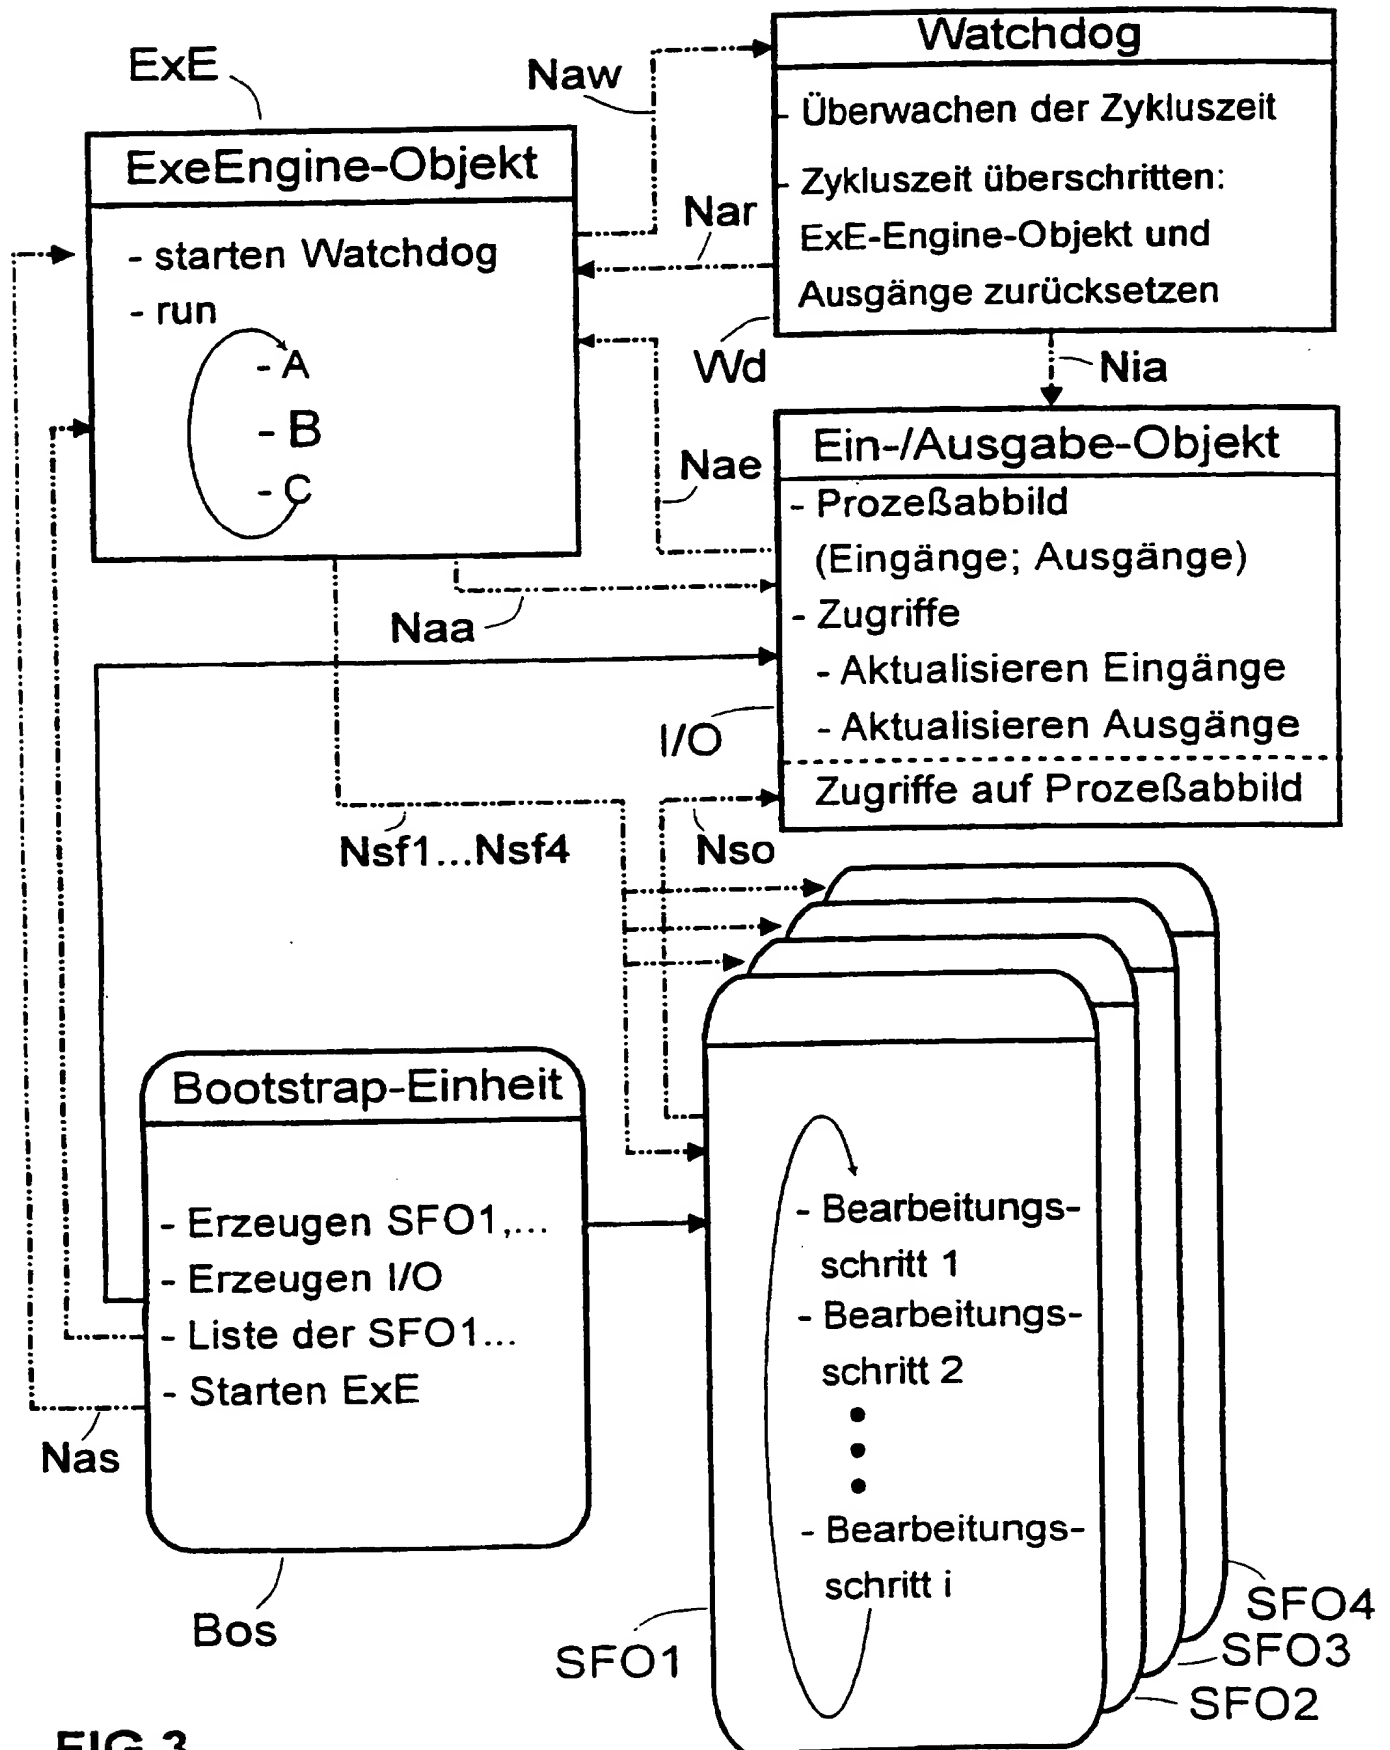 ExE
Naw
Watchdog
- Überwachen der Zykluszeit
- Zykluszeit überschritten:
ExE-Engine-Objekt und
Ausgänge zurücksetzen
ExeEngine-Objekt
- starten Watchdog
- run
- A
- B
- C
Nar
Wd
Nia
Nae
Naa
Ein-/Ausgabe-Objekt
- Prozeßabbild
(Eingänge; Ausgänge)
- Zugriffe
- Aktualisieren Eingänge
- Aktualisieren Ausgänge
Zugriffe auf Prozeßabbild
I/O
Nsf1...Nsf4
Nso
Bootstrap-Einheit
- Erzeugen SFO1,...
- Erzeugen I/O
- Liste der SFO1...
- Starten ExE
Nas
Bos
- Bearbeitungs-
schritt 1
- Bearbeitungs-
schritt 2
- Bearbeitungs-
schritt i
SFO1
SFO4
SFO3
SFO2
FIG 3